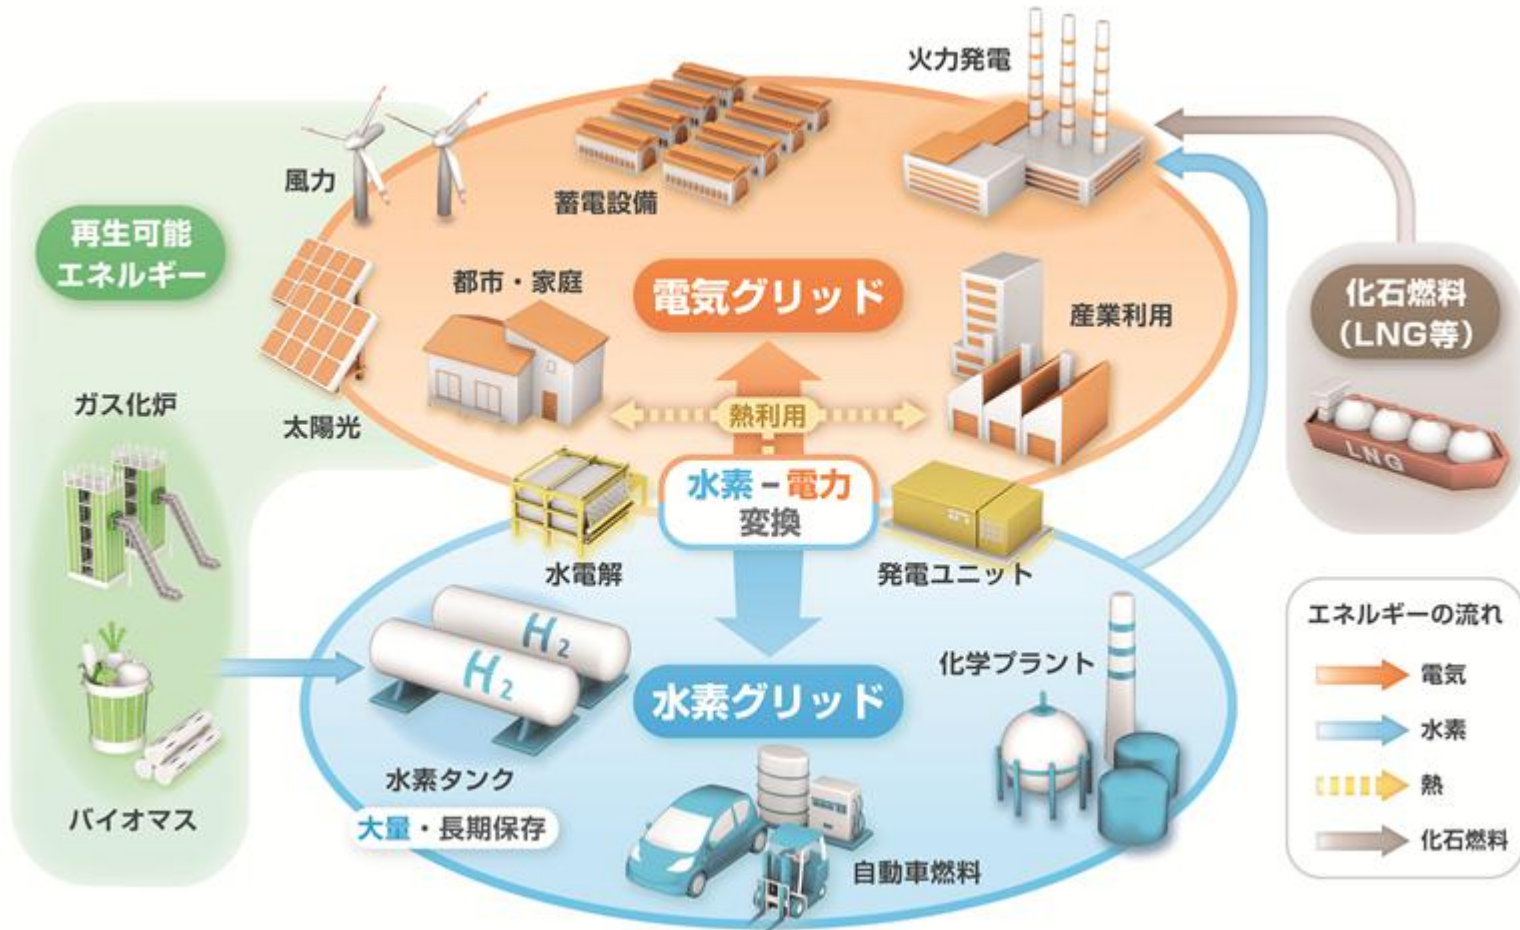 火力発電
風力
蓄電設備
再生可能
エネルギー
都市・家庭
電気グリッド
産業利用
化石燃料
(LNG等)
ガス化炉
太陽光
熱利用
LNG
水素－電力
変換
水電解
発電ユニット
H2
H2
エネルギーの流れ
電気
水素
熱
化石燃料
化学プラント
水素グリッド
水素タンク
大量・長期保存
バイオマス
自動車燃料